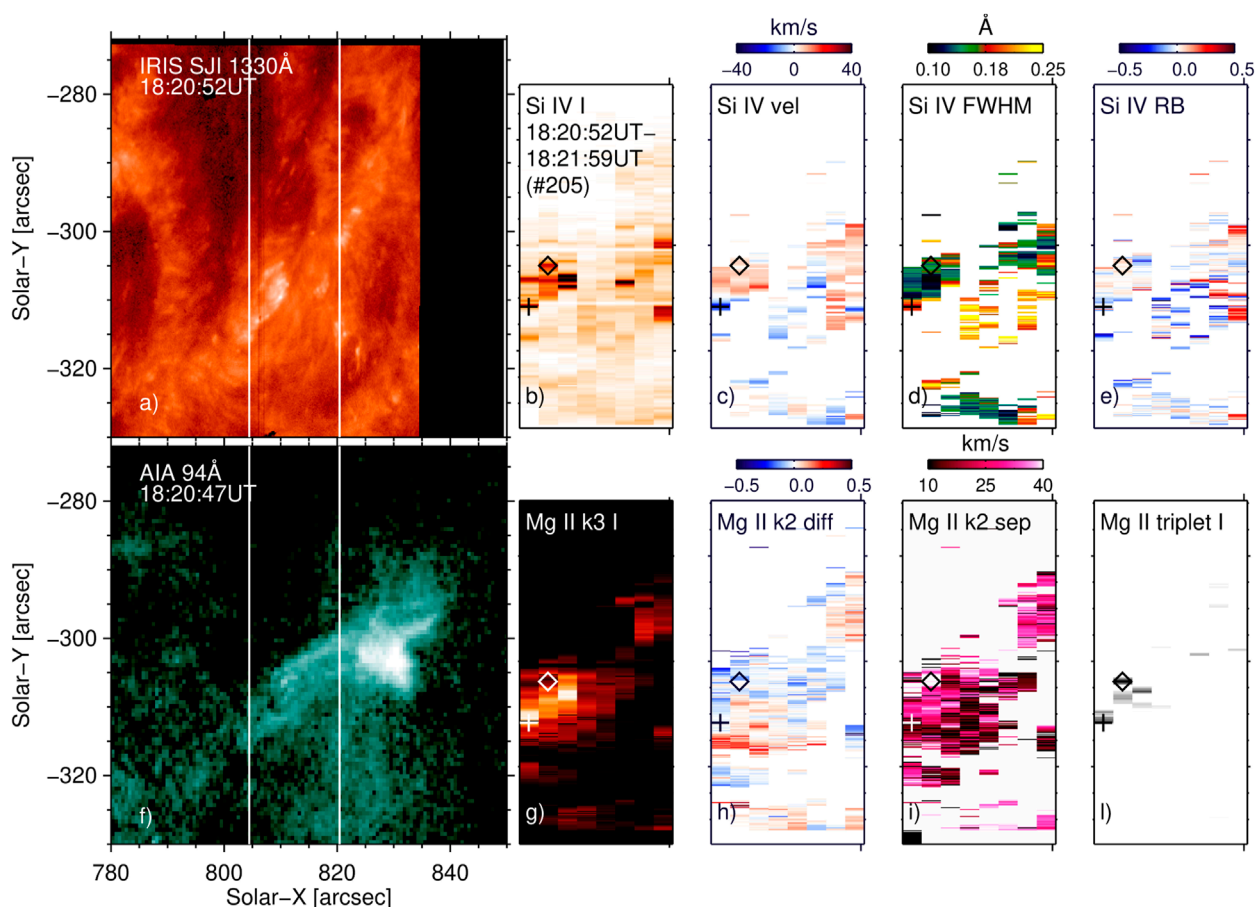 km/s
Å
−40 0 40
0.10 0.18 0.25
−0.5 0.0 0.5
IRIS SJI 1330Å
18:20:52UT
Si IV I
18:20:52UT−
18:21:59UT
(#205)
Si IV vel
Si IV FWHM
Si IV RB
−280
−300
−320
Solar−Y [arcsec]
a)
b)
c)
d)
e)
km/s
−0.5 0.0 0.5
10 25 40
AIA 94Å
18:20:47UT
Mg II k3 I
Mg II k2 diff
Mg II k2 sep
Mg II triplet I
−280
−300
−320
Solar−Y [arcsec]
f)
g)
h)
i)
l)
780 800 820 840
Solar−X [arcsec]